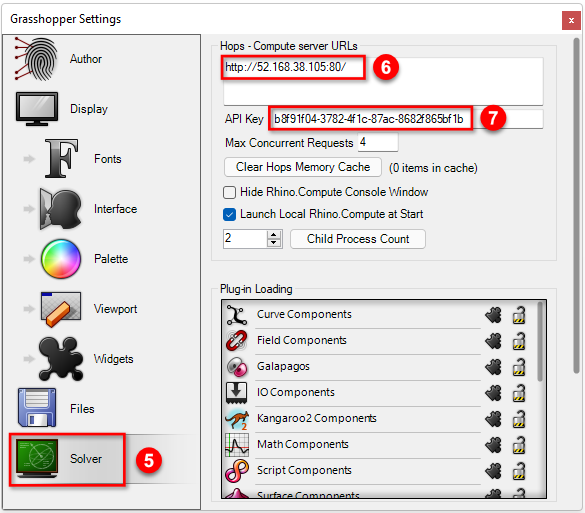 Grasshopper Settings
x
Author
Display
Fonts
Interface
Palette
Viewport
Widgets
Files
Solver
5
Hops - Compute server URLs
http://52.168.38.105:80/
6
API Key
b8f91f04-3782-4f1c-87ac-8682f865bf1b
7
Max Concurrent Requests
4
Clear Hops Memory Cache
(0 items in cache)
Hide Rhino.Compute Console Window
Launch Local Rhino.Compute at Start
2
Child Process Count
Plug-in Loading
Curve Components
Field Components
Galapagos
IO Components
Kangaroo2 Components
Math Components
Script Components
Surface Components